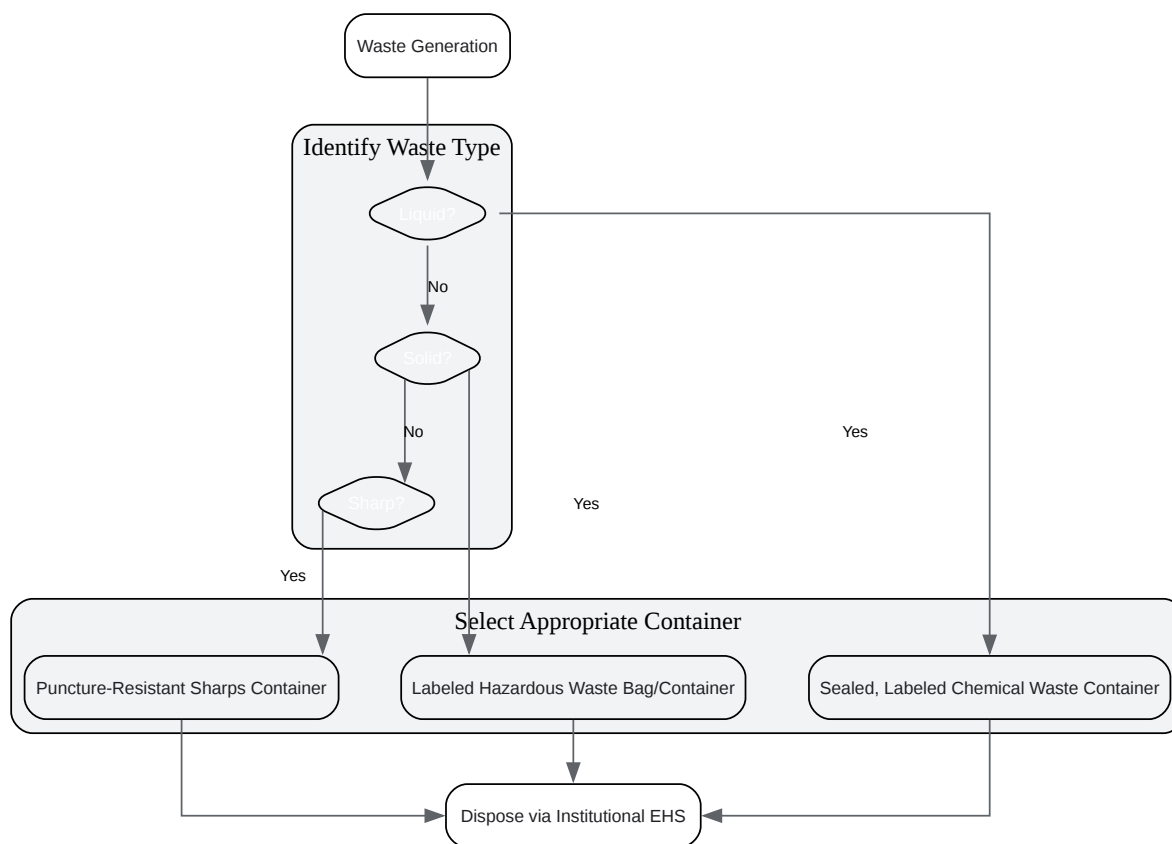 Waste Generation
Identify Waste Type
Liquid?
No
Solid?
No
Yes
Sharp?
Yes
Yes
Select Appropriate Container
Puncture-Resistant Sharps Container
Labeled Hazardous Waste Bag/Container
Sealed, Labeled Chemical Waste Container
Dispose via Institutional EHS